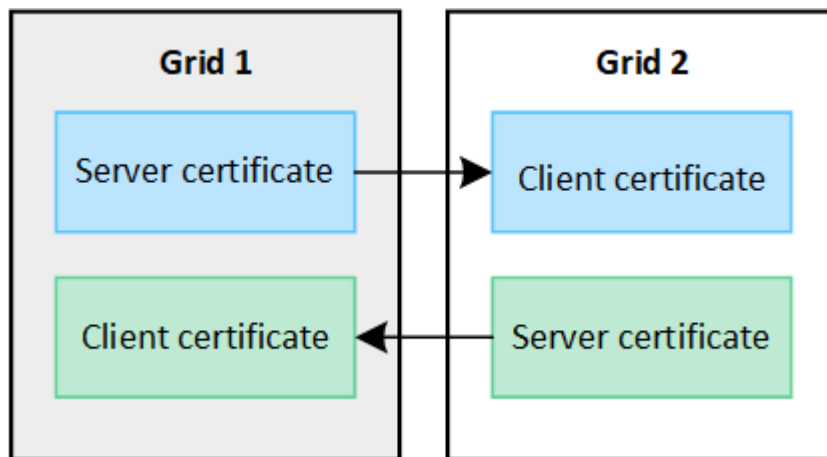 Grid 1
Grid 2
Server certificate
Client certificate
Client certificate
Server certificate